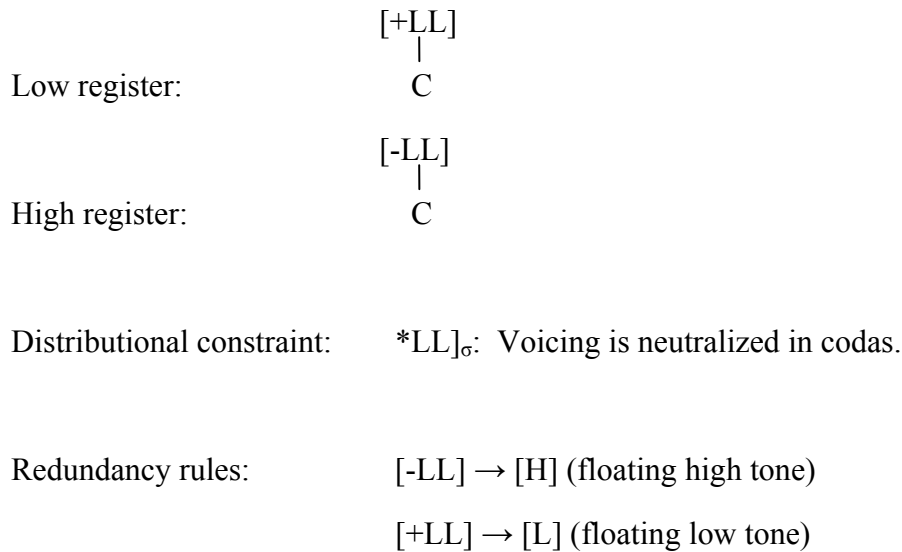 [+LL]
Low register: C
[-LL]
High register: C
Distributional constraint: *LL]σ: Voicing is neutralized in codas.
Redundancy rules: [-LL] → [H] (floating high tone)
[+LL] → [L] (floating low tone)